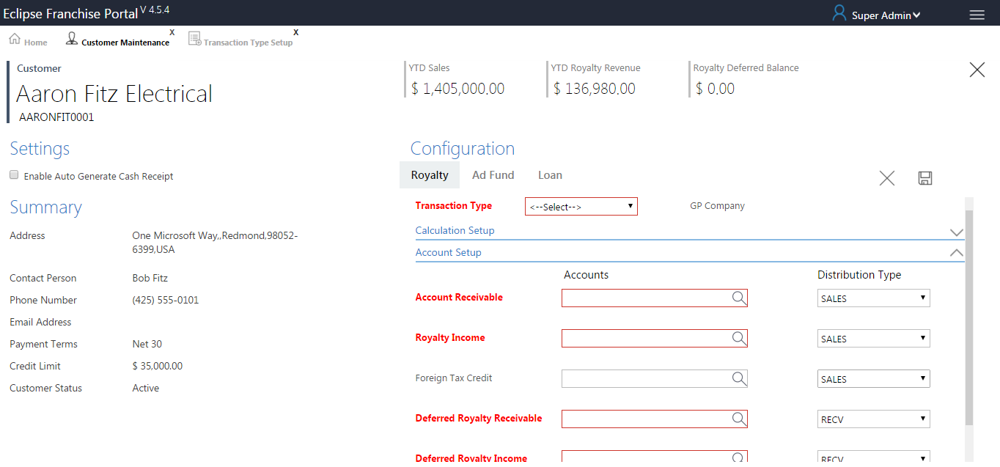 Eclipse Franchise Portal V 4.5.4
Super Admin
Home
Customer Maintenance
X
Transaction Type Setup
X
Customer
Aaron Fitz Electrical
AARONFIT0001
YTD Sales
$ 1,405,000.00
YTD Royalty Revenue
$ 136,980.00
Royalty Deferred Balance
$ 0.00
Settings
Enable Auto Generate Cash Receipt
Summary
Address
One Microsoft Way,,Redmond,98052-
6399,USA
Contact Person
Bob Fitz
Phone Number
(425) 555-0101
Email Address
Payment Terms
Net 30
Credit Limit
$ 35,000.00
Customer Status
Active
Configuration
Royalty
Ad Fund
Loan
Transaction Type
<--Select-->
GP Company
Calculation Setup
Account Setup
Accounts
Distribution Type
Account Receivable
SALES
Royalty Income
SALES
Foreign Tax Credit
SALES
Deferred Royalty Receivable
RECV
Deferred Royalty Income
RECV